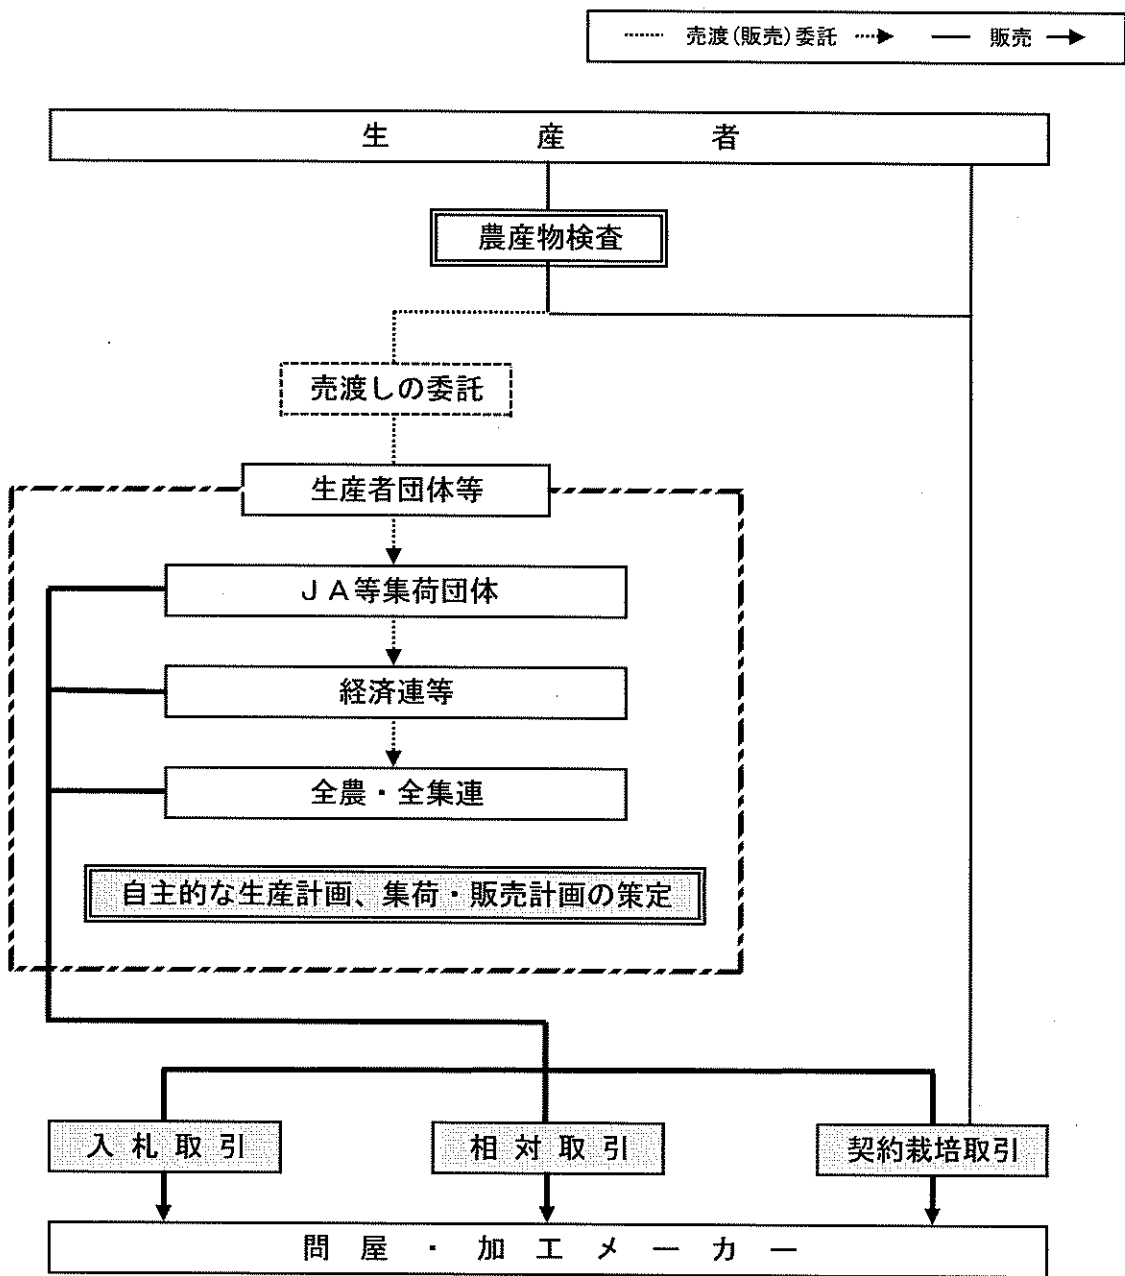 売渡(販売)委託 販売
生産者
農産物検査
売渡しの委託
生産者団体等
ＪＡ等集荷団体
経済連等
全農・全集連
自主的な生産計画、集荷・販売計画の策定
入札取引 相対取引 契約栽培取引
問屋・加工メーカー